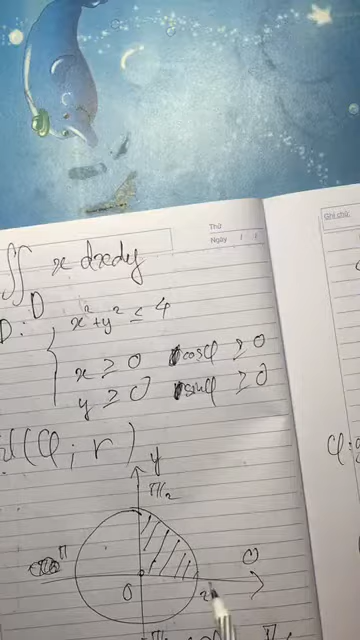 Thứ
Ngày / /
Ghi chú:
∬ x dxdy
D
D: x² + y² ≤ 4
x ≥ 0 cosφ ≥ 0
y ≥ 0 sinφ ≥ 0
(φ; r)
y
π/2
π
0
2